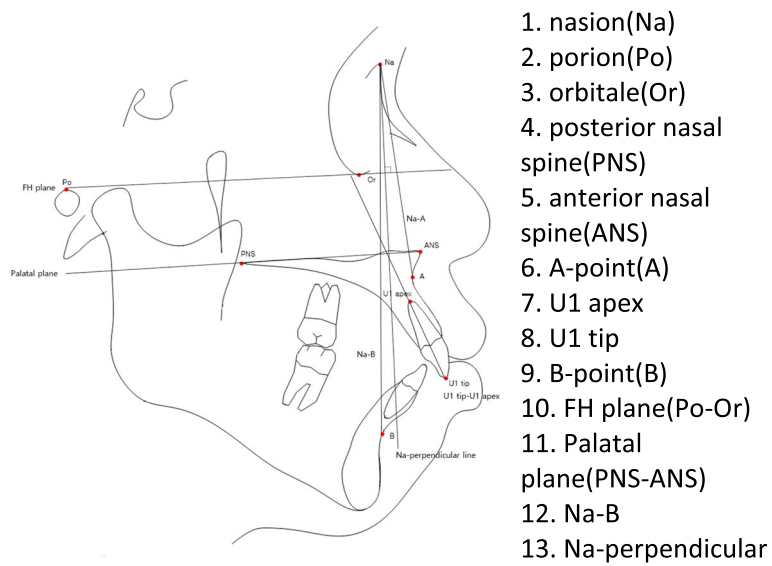 Na
Po
FH plane
Or
Na-A
ANS
PNS
Palatal plane
A
U1 apex
Na-B
U1 tip
U1 tip-U1 apex
B
Na-perpendicular line
1. nasion(Na)
2. porion(Po)
3. orbitale(Or)
4. posterior nasal
spine(PNS)
5. anterior nasal
spine(ANS)
6. A-point(A)
7. U1 apex
8. U1 tip
9. B-point(B)
10. FH plane(Po-Or)
11. Palatal
plane(PNS-ANS)
12. Na-B
13. Na-perpendicular